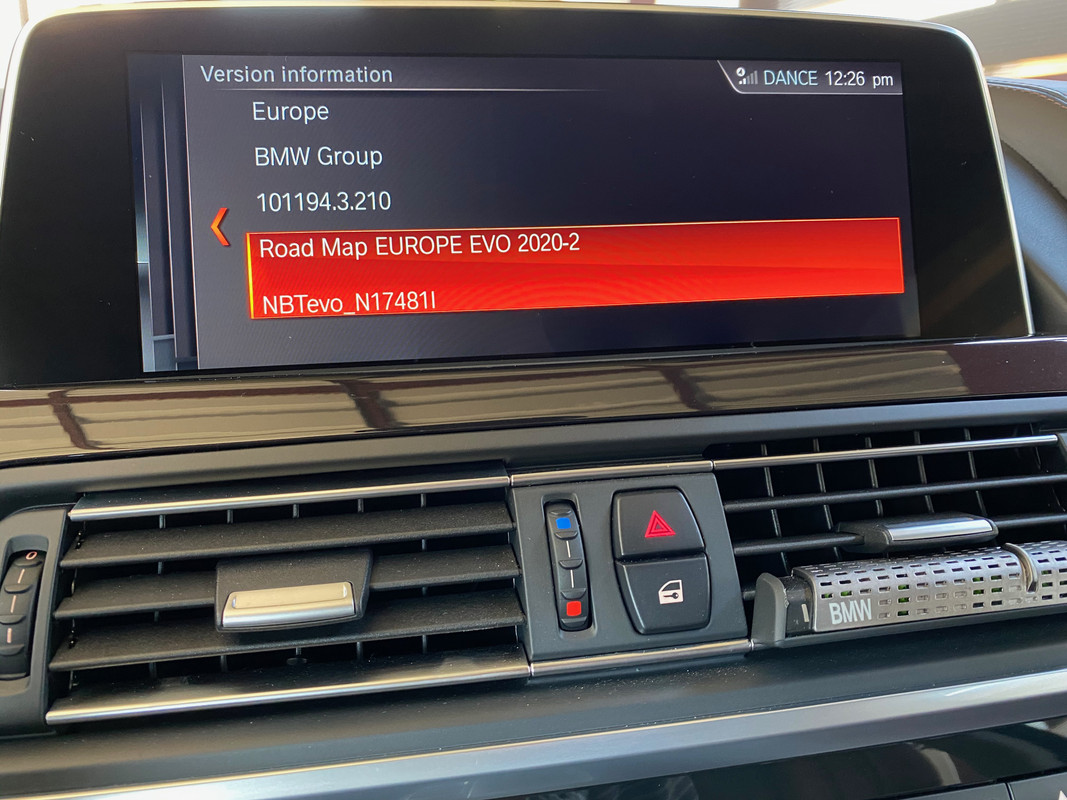 Version information
DANCE 12:26 pm
Europe
BMW Group
101194.3.210
Road Map EUROPE EVO 2020-2
NBTevo_N17481I
0
BMW